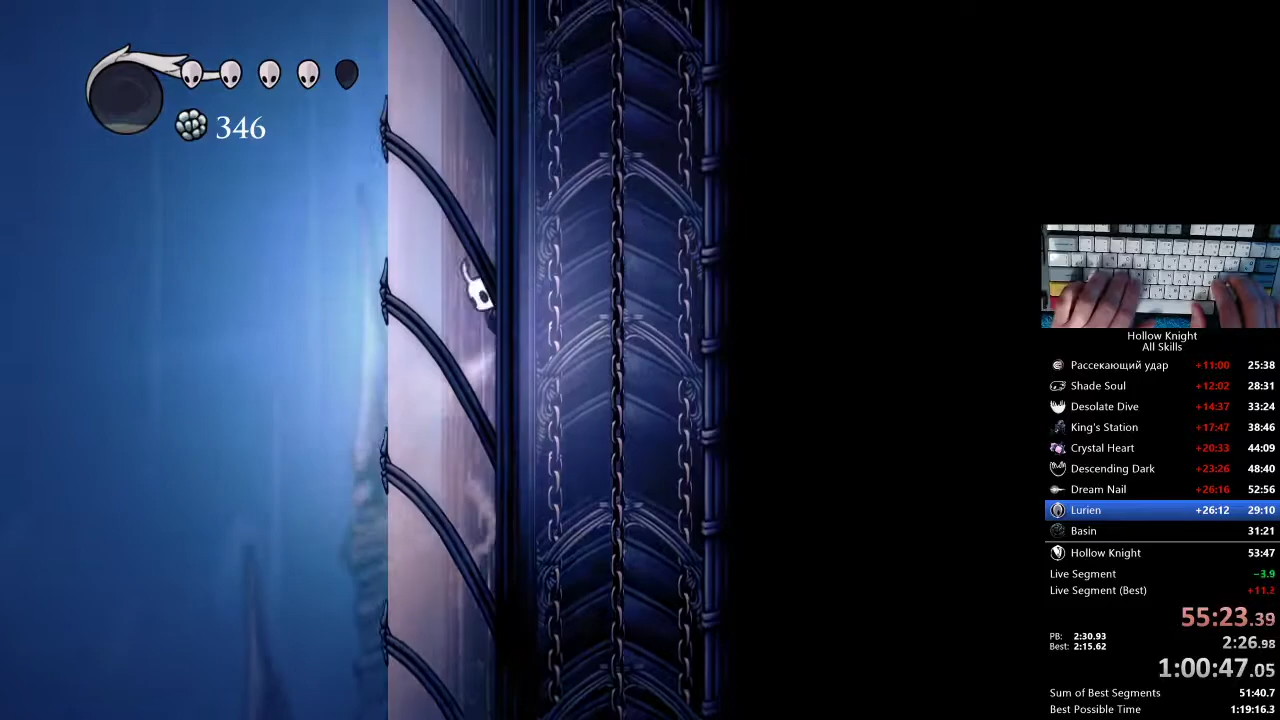 346
Hollow Knight
All Skills
Рассекающий удар +11:00 25:38
Shade Soul +12:02 28:31
Desolate Dive +14:37 33:24
King's Station +17:47 38:46
Crystal Heart +20:33 44:09
Descending Dark +23:26 48:40
Dream Nail +26:16 52:56
Lurien +26:12 29:10
Basin 31:21
Hollow Knight 53:47
Live Segment −3.9
Live Segment (Best) +11.2
55:23.39
PB: 2:30.93
Best: 2:15.62
2:26.98
1:00:47.05
Sum of Best Segments 51:40.7
Best Possible Time 1:19:16.3